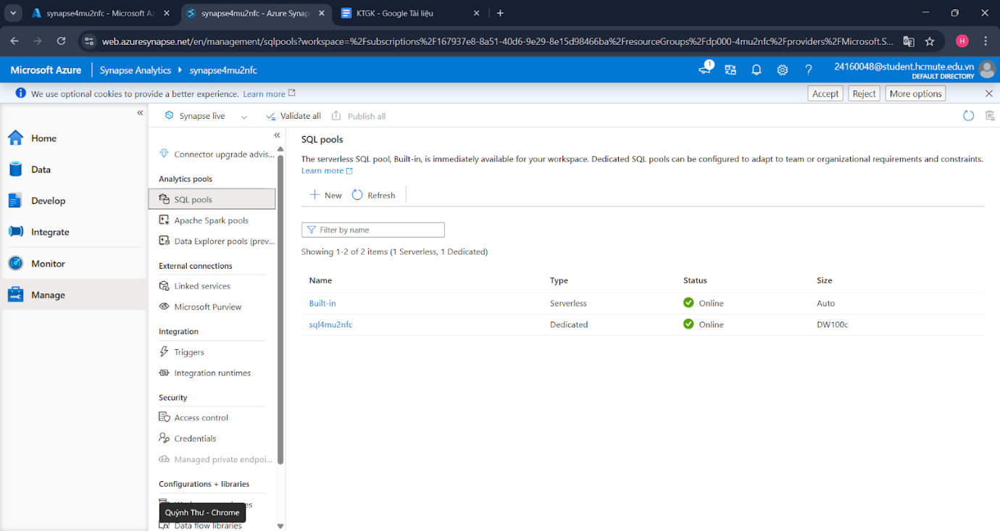 synapse4mu2nfc - Microsoft Az
synapse4mu2nfc - Azure Synap
KTGK - Google Tài liệu
web.azuresynapse.net/en/management/sqlpools?workspace=%2Fsubscriptions%2F167937e8-8a51-40d6-9e29-8e15d98466ba%2FresourceGroups%2Fdp000-4mu2nfc%2Fproviders%2FMicrosoft.S...
H
Microsoft Azure
Synapse Analytics
synapse4mu2nfc
1
24160048@student.hcmute.edu.vn
DEFAULT DIRECTORY
We use optional cookies to provide a better experience. Learn more
Accept
Reject
More options
Home
Data
Develop
Integrate
Monitor
Manage
Synapse live
Validate all
Publish all
Connector upgrade advis...
Analytics pools
SQL pools
Apache Spark pools
Data Explorer pools (prev...
External connections
Linked services
Microsoft Purview
Integration
Triggers
Integration runtimes
Security
Access control
Credentials
Managed private endpoi...
Configurations + libraries
Quỳnh Thư - Chrome
Data flow libraries
SQL pools
The serverless SQL pool, Built-in, is immediately available for your workspace. Dedicated SQL pools can be configured to adapt to team or organizational requirements and constraints.
Learn more
New
Refresh
Filter by name
Showing 1-2 of 2 items (1 Serverless, 1 Dedicated)
Name Type Status Size
Built-in Serverless Online Auto
sql4mu2nfc Dedicated Online DW100c